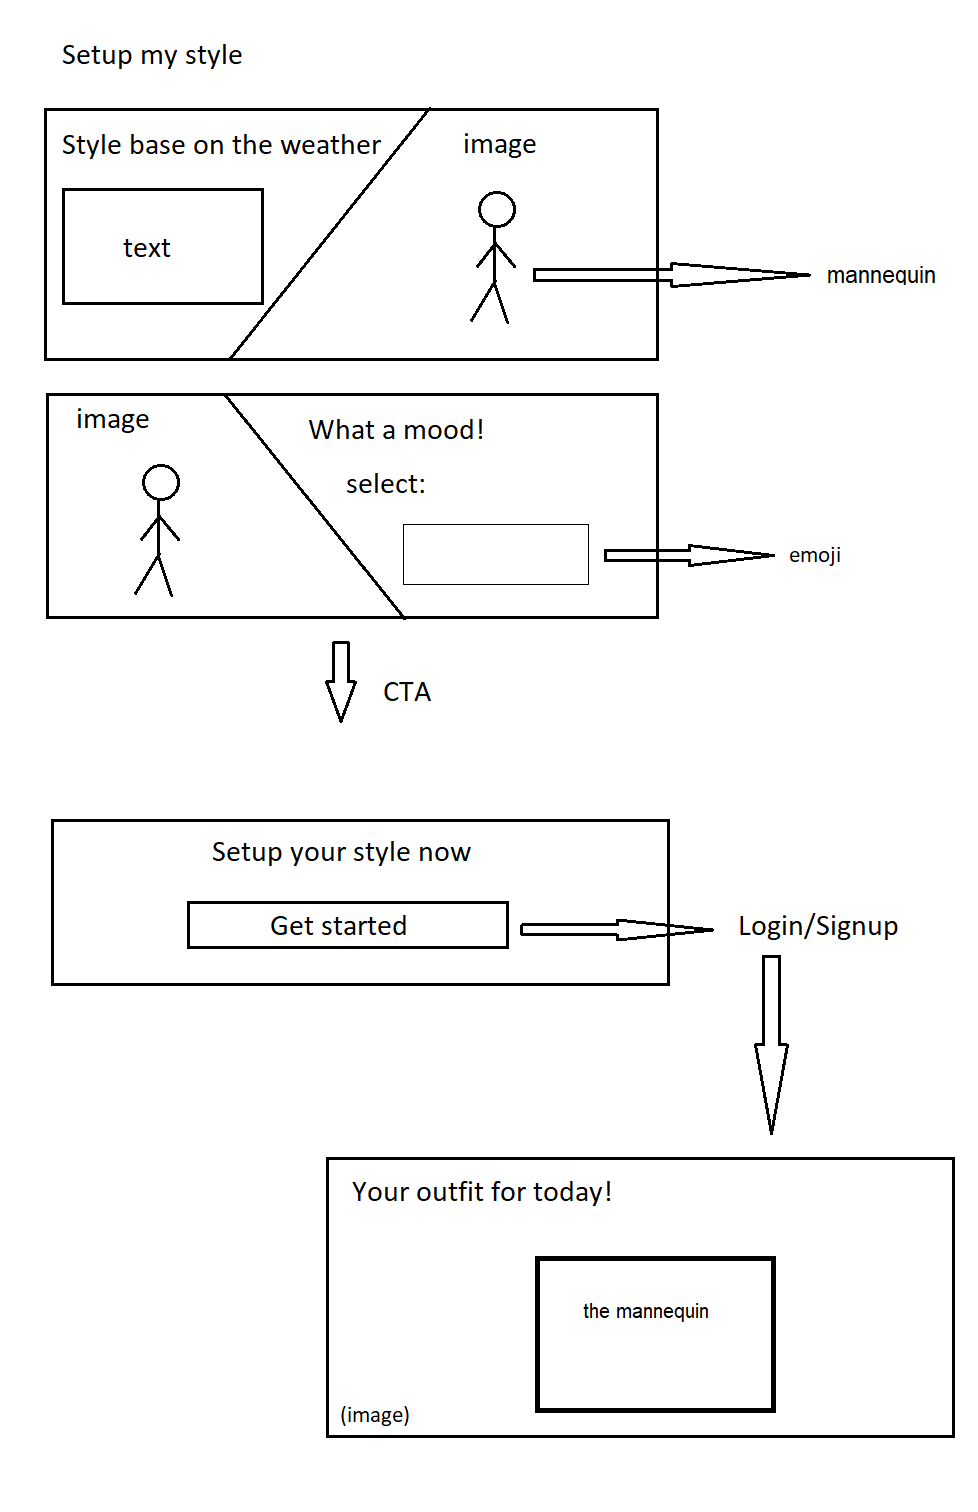 Setup my style
Style base on the weather
image
text
mannequin
image
What a mood!
select:
emoji
CTA
Setup your style now
Get started
Login/Signup
Your outfit for today!
the mannequin
(image)